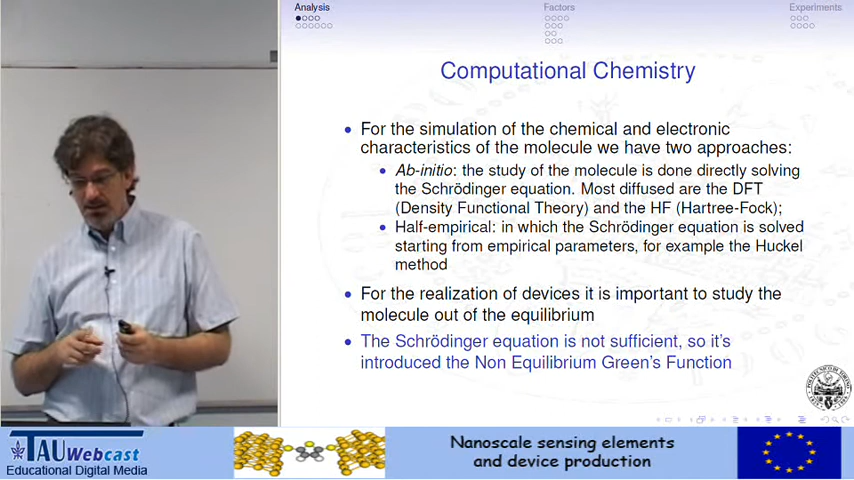 Analysis
Factors
Experiments
Computational Chemistry
For the simulation of the chemical and electronic
characteristics of the molecule we have two approaches:
Ab-initio: the study of the molecule is done directly solving
the Schrödinger equation. Most diffused are the DFT
(Density Functional Theory) and the HF (Hartree-Fock);
Half-empirical: in which the Schrödinger equation is solved
starting from empirical parameters, for example the Huckel
method
For the realization of devices it is important to study the
molecule out of the equilibrium
The Schrödinger equation is not sufficient, so it's
introduced the Non Equilibrium Green's Function
TAU Webcast
Educational Digital Media
Nanoscale sensing elements
and device production